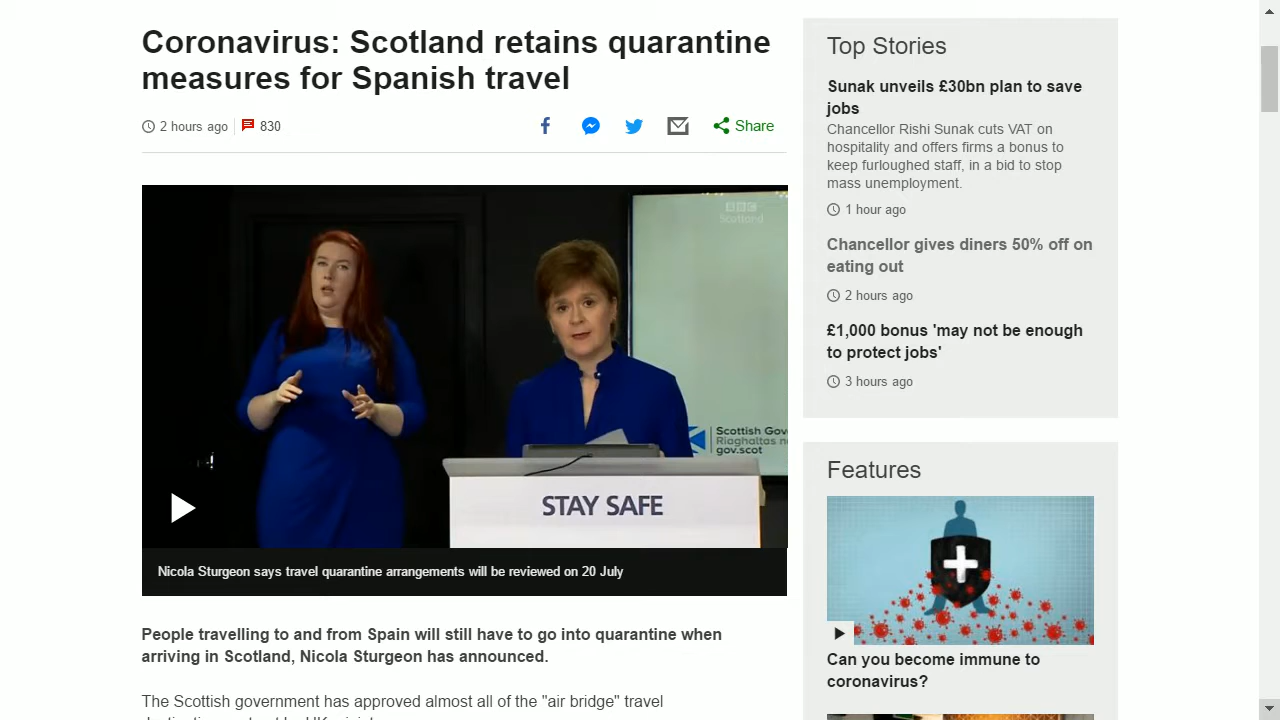 Coronavirus: Scotland retains quarantine
measures for Spanish travel
2 hours ago
830
Share
BBC
Scotland
Scottish Gov
Riaghaltas n
gov.scot
STAY SAFE
Nicola Sturgeon says travel quarantine arrangements will be reviewed on 20 July
People travelling to and from Spain will still have to go into quarantine when
arriving in Scotland, Nicola Sturgeon has announced.
The Scottish government has approved almost all of the "air bridge" travel
Top Stories
Sunak unveils £30bn plan to save
jobs
Chancellor Rishi Sunak cuts VAT on
hospitality and offers firms a bonus to
keep furloughed staff, in a bid to stop
mass unemployment.
1 hour ago
Chancellor gives diners 50% off on
eating out
2 hours ago
£1,000 bonus 'may not be enough
to protect jobs'
3 hours ago
Features
Can you become immune to
coronavirus?